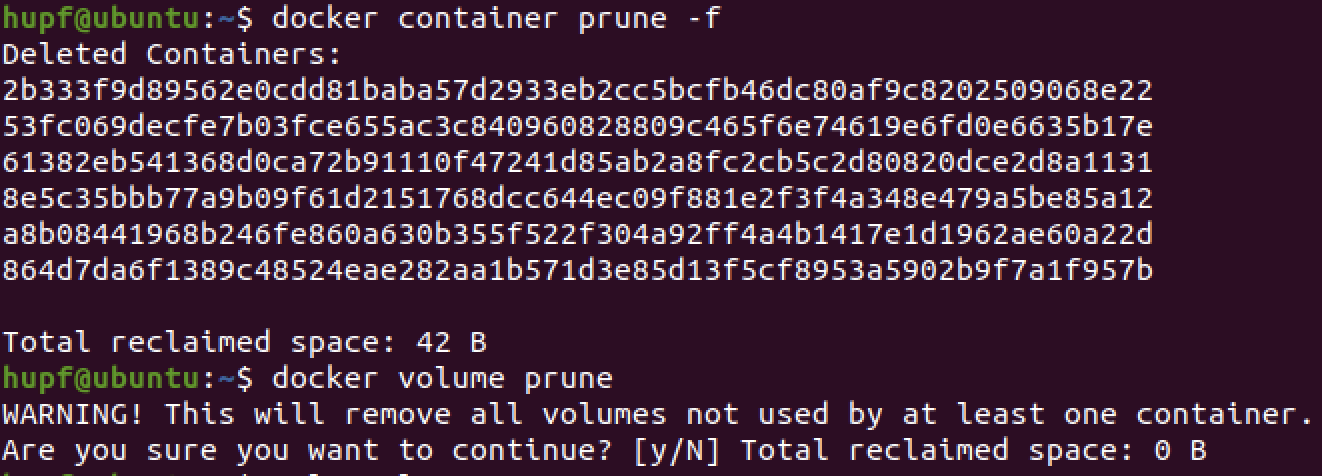 hupf@ubuntu:~$ docker container prune -f
Deleted Containers:
2b333f9d89562e0cdd81baba57d2933eb2cc5bcfb46dc80af9c8202509068e22
53fc069decfe7b03fce655ac3c840960828809c465f6e74619e6fd0e6635b17e
61382eb541368d0ca72b91110f47241d85ab2a8fc2cb5c2d80820dce2d8a1131
8e5c35bbb77a9b09f61d2151768dcc644ec09f881e2f3f4a348e479a5be85a12
a8b08441968b246fe860a630b355f522f304a92ff4a4b1417e1d1962ae60a22d
864d7da6f1389c48524eae282aa1b571d3e85d13f5cf8953a5902b9f7a1f957b
Total reclaimed space: 42 B
hupf@ubuntu:~$ docker volume prune
WARNING! This will remove all volumes not used by at least one container.
Are you sure you want to continue? [y/N] Total reclaimed space: 0 B